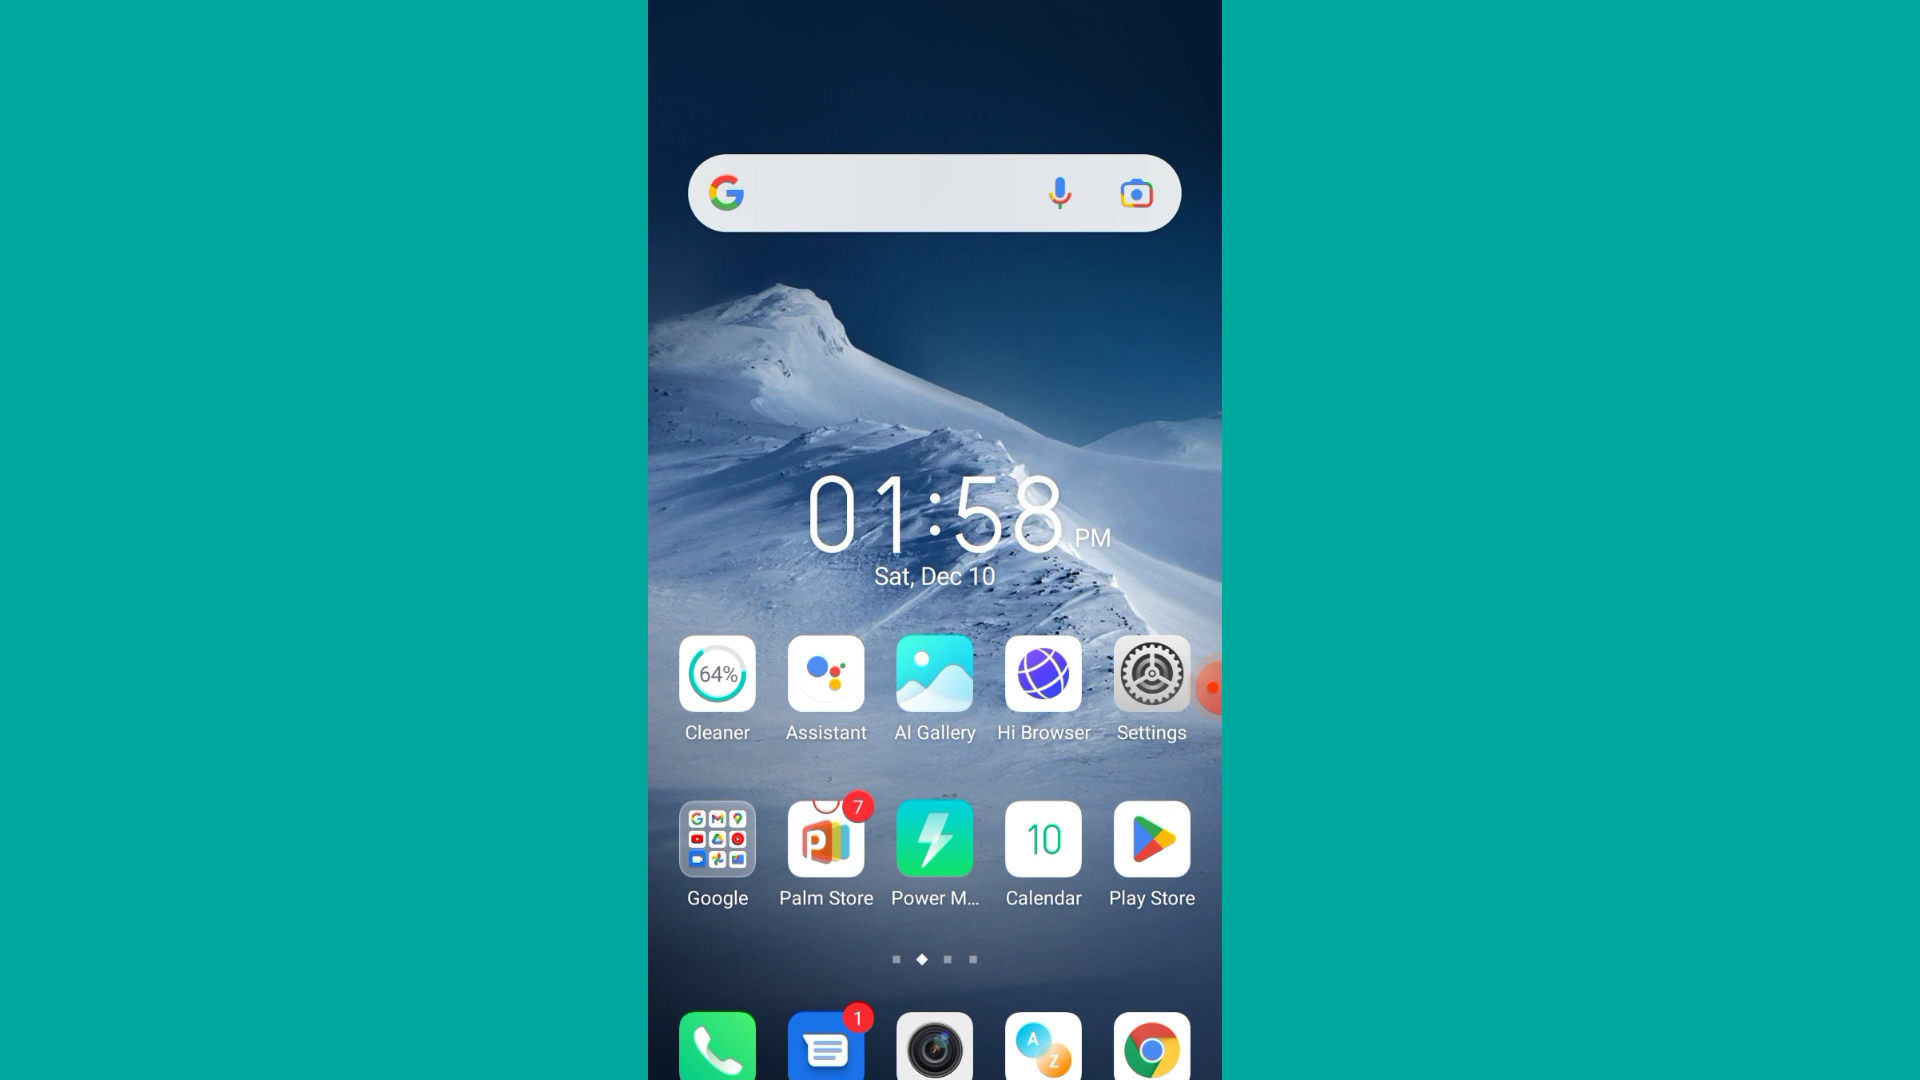 01:58 PM
Sat, Dec 10
64%
Cleaner
Assistant
AI Gallery
Hi Browser
Settings
7
10
Google
Palm Store
Power M...
Calendar
Play Store
1
A
Z